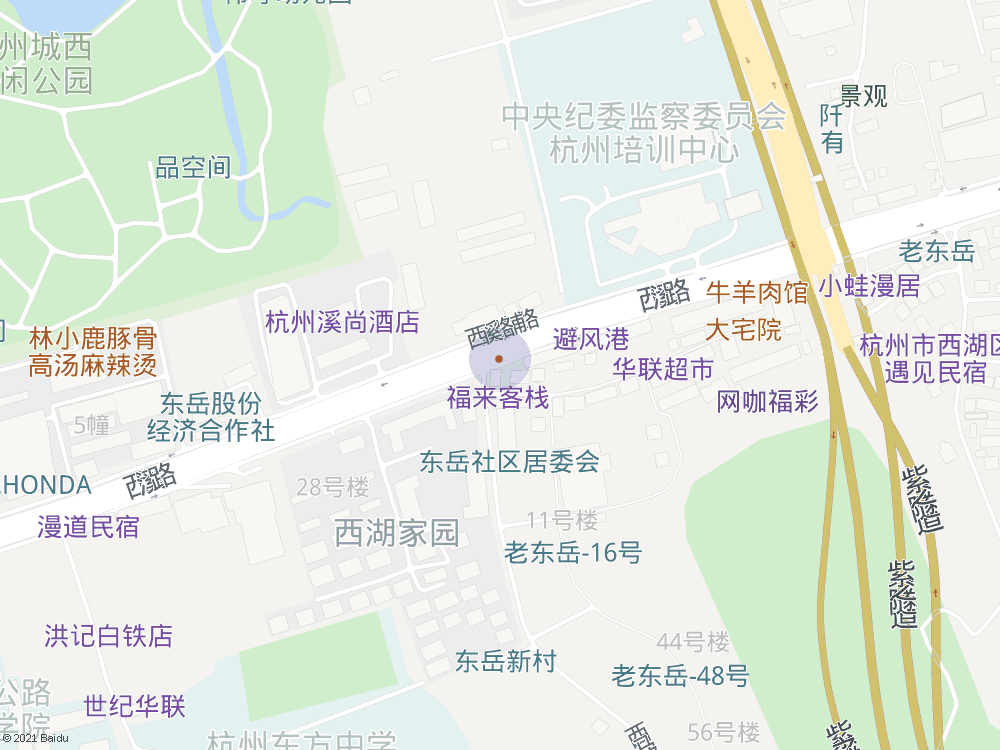 州城西
闲公园
中央纪委监察委员会
杭州培训中心
景观
阡
有
品空间
老东岳
小蛙漫居
牛羊肉馆
大宅院
西溪路
西溪路辅路
避风港
华联超市
杭州溪尚酒店
林小鹿豚骨
高汤麻辣烫
杭州市西湖区
遇见民宿
网咖福彩
福来客栈
东岳股份
经济合作社
5幢
东岳社区居委会
西溪路
HONDA
28号楼
漫道民宿
西湖家园
11号楼
老东岳-16号
紫隧道
紫隧道
洪记白铁店
44号楼
东岳新村
老东岳-48号
公路
学院
世纪华联
56号楼
杭州东方中学
© 2021 Baidu